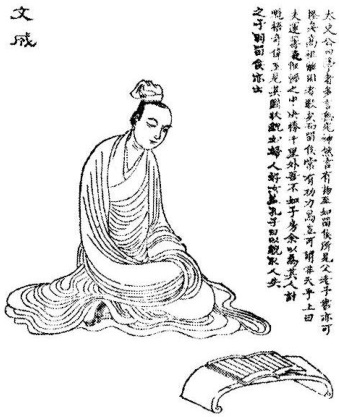 太史公曰學者多言無鬼神然言有物至如留侯所見父老子書亦可
怪矣高祖離困者數矣而留侯常有功力焉豈可謂非天乎上曰
夫運籌帷帳之中決勝千里外吾不如子房余以為其人計
魁梧奇偉至見其圖狀貌如婦人好女蓋孔子曰以貌取人失
之子羽留侯亦云
文成